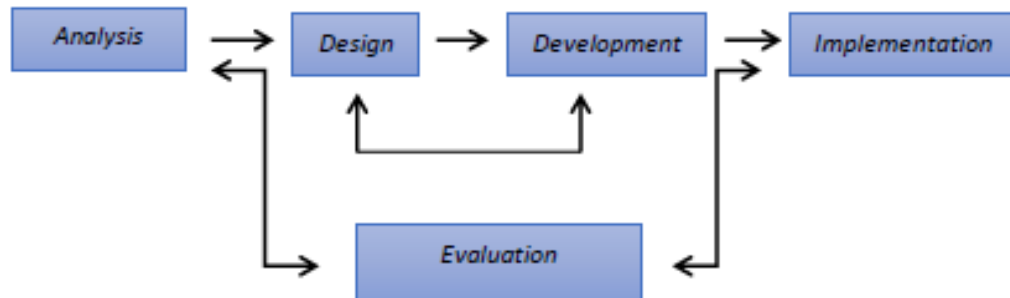 Analysis
Design
Development
Implementation
Evaluation